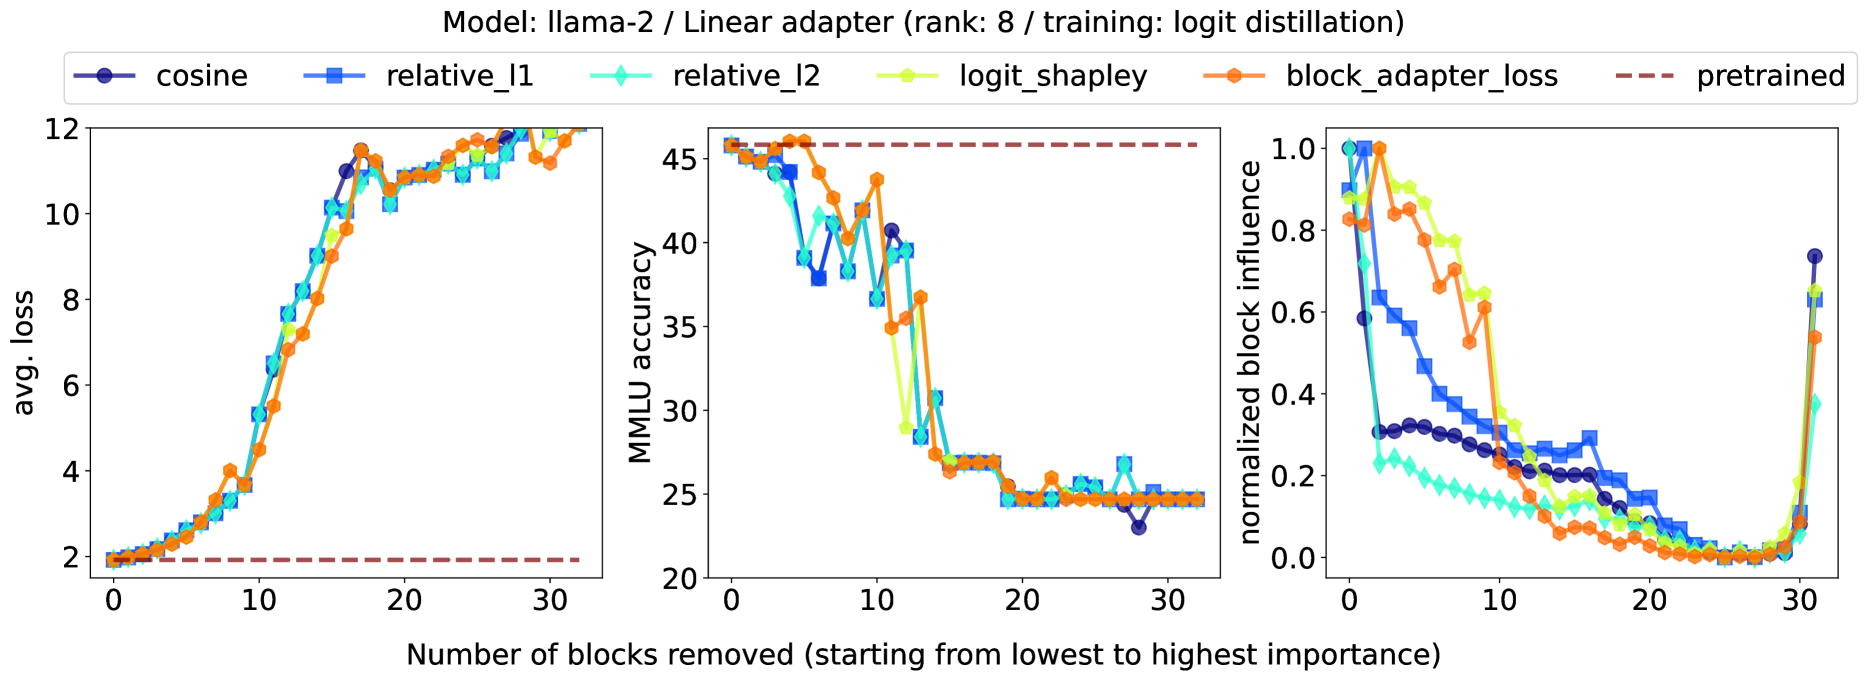 Model: llama-2 / Linear adapter (rank: 8 / training: logit distillation)
cosine relative_l1 relative_l2 logit_shapley block_adapter_loss pretrained
avg. loss
12
10
8
6
4
2
0 10 20 30
MMLU accuracy
45
40
35
30
25
20
0 10 20 30
normalized block influence
1.0
0.8
0.6
0.4
0.2
0.0
0 10 20 30
Number of blocks removed (starting from lowest to highest importance)